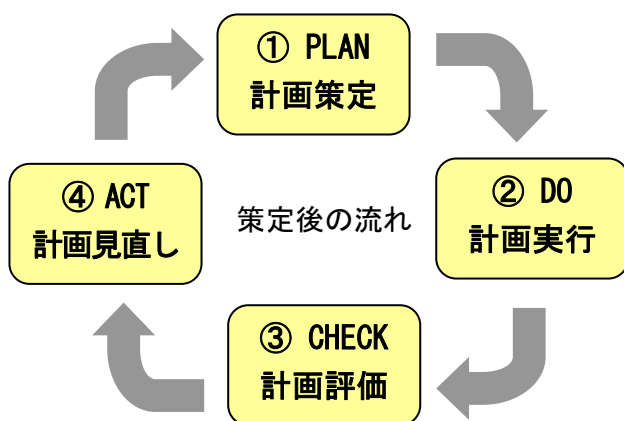 ① PLAN
計画策定
② DO
計画実行
③ CHECK
計画評価
④ ACT
計画見直し
策定後の流れ